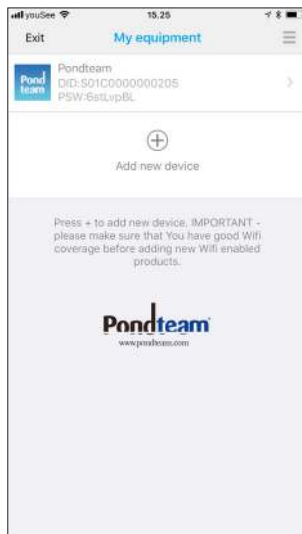 youSee 15.25
Exit My equipment
Pond team
Pondteam
DID:S01C0000000205
PSW:6stLvpBL
Add new device
Press + to add new device. IMPORTANT -
please make sure that You have good Wifi
coverage before adding new Wifi enabled
products.
Pondteam
www.pondteam.com